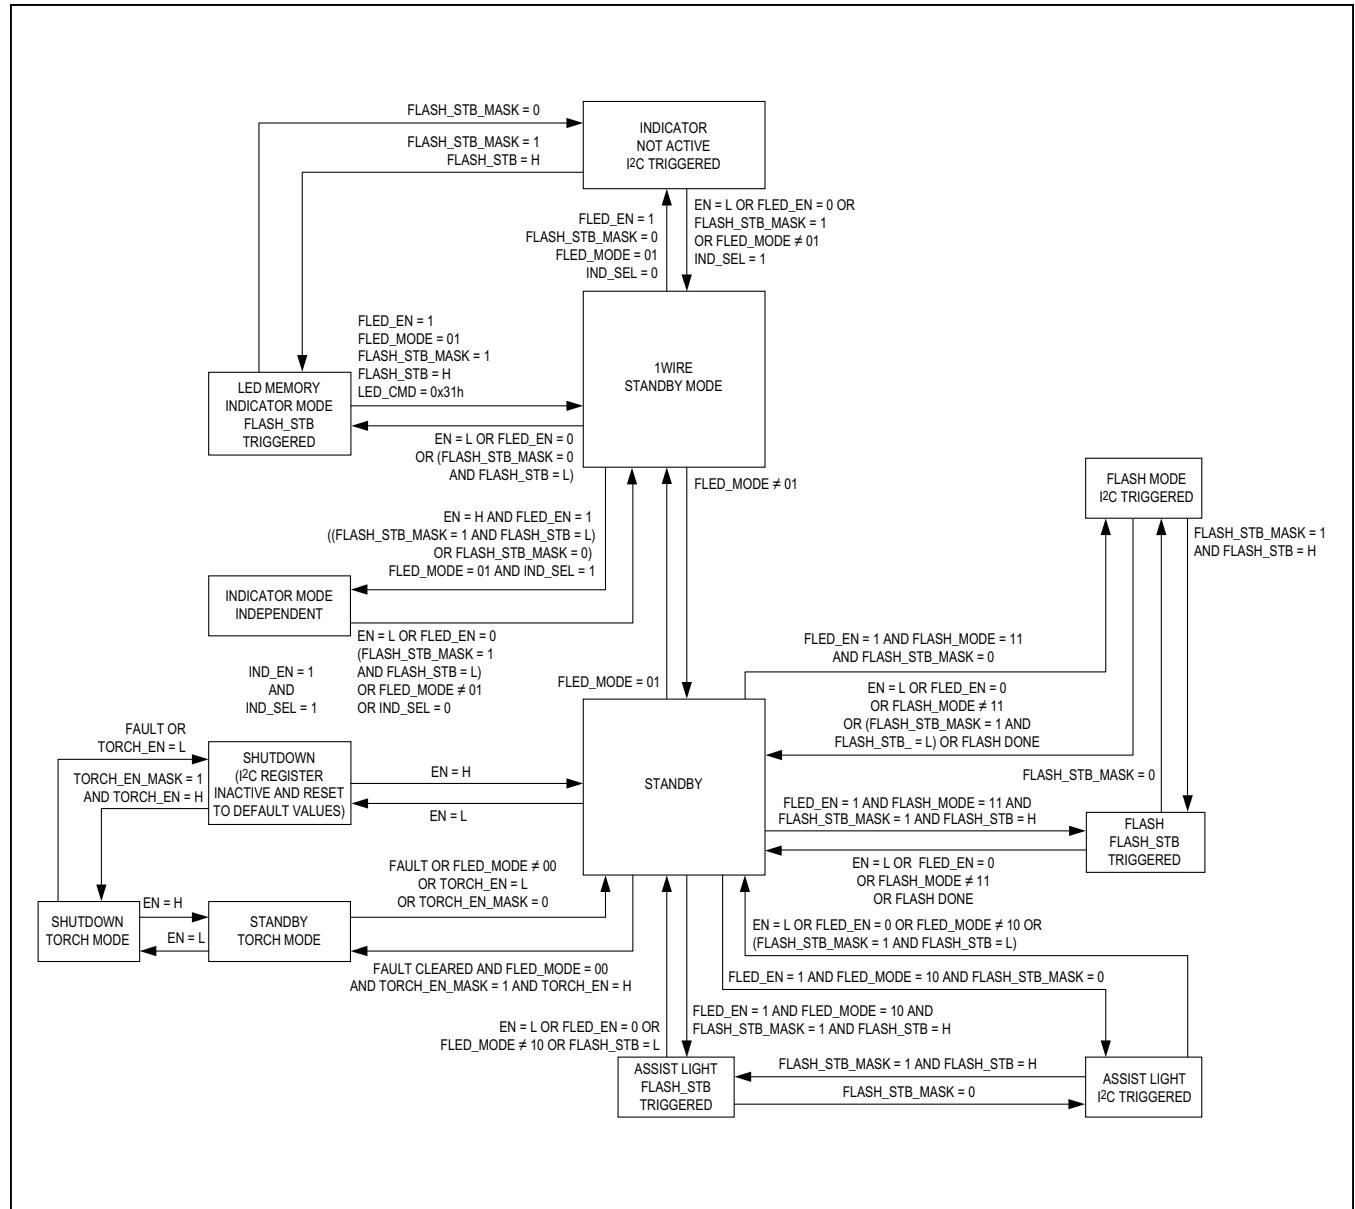 FLASH_STB_MASK = 0
FLASH_STB_MASK = 1
FLASH_STB = H
INDICATOR
NOT ACTIVE
I²C TRIGGERED
FLED_EN = 1
FLASH_STB_MASK = 0
FLED_MODE = 01
IND_SEL = 0
EN = L OR FLED_EN = 0 OR
FLASH_STB_MASK = 1
OR FLED_MODE ≠ 01
IND_SEL = 1
FLED_EN = 1
FLED_MODE = 01
FLASH_STB_MASK = 1
FLASH_STB = H
LED_CMD = 0x31h
LED MEMORY
INDICATOR MODE
FLASH_STB
TRIGGERED
1WIRE
STANDBY MODE
EN = L OR FLED_EN = 0
OR (FLASH_STB_MASK = 0
AND FLASH_STB = L)
FLED_MODE ≠ 01
FLASH MODE
I²C TRIGGERED
EN = H AND FLED_EN = 1
((FLASH_STB_MASK = 1 AND FLASH_STB = L)
OR FLASH_STB_MASK = 0)
FLED_MODE = 01 AND IND_SEL = 1
FLASH_STB_MASK = 1
AND FLASH_STB = H
INDICATOR MODE
INDEPENDENT
EN = L OR FLED_EN = 0
(FLASH_STB_MASK = 1
AND FLASH_STB = L)
OR FLED_MODE ≠ 01
OR IND_SEL = 0
IND_EN = 1
AND
IND_SEL = 1
FLED_MODE = 01
FLED_EN = 1 AND FLASH_MODE = 11
AND FLASH_STB_MASK = 0
EN = L OR FLED_EN = 0
OR FLASH_MODE ≠ 11
OR (FLASH_STB_MASK = 1 AND
FLASH_STB_ = L) OR FLASH DONE
FAULT OR
TORCH_EN = L
TORCH_EN_MASK = 1
AND TORCH_EN = H
SHUTDOWN
(I²C REGISTER
INACTIVE AND RESET
TO DEFAULT VALUES)
EN = H
EN = L
STANDBY
FLASH_STB_MASK = 0
FLED_EN = 1 AND FLASH_MODE = 11 AND
FLASH_STB_MASK = 1 AND FLASH_STB = H
FLASH
FLASH_STB
TRIGGERED
EN = L OR  FLED_EN = 0
OR FLASH_MODE ≠ 11
OR FLASH DONE
FAULT OR FLED_MODE ≠ 00
OR TORCH_EN = L
OR TORCH_EN_MASK = 0
SHUTDOWN
TORCH MODE
EN = H
EN = L
STANDBY
TORCH MODE
EN = L OR FLED_EN = 0 OR FLED_MODE ≠ 10 OR
(FLASH_STB_MASK = 1 AND FLASH_STB = L)
FAULT CLEARED AND FLED_MODE = 00
AND TORCH_EN_MASK = 1 AND TORCH_EN = H
FLED_EN = 1 AND FLED_MODE = 10 AND FLASH_STB_MASK = 0
EN = L OR FLED_EN = 0 OR
FLED_MODE ≠ 10 OR FLASH_STB = L
FLED_EN = 1 AND FLED_MODE = 10 AND
FLASH_STB_MASK = 1 AND FLASH_STB = H
ASSIST LIGHT
FLASH_STB
TRIGGERED
FLASH_STB_MASK = 1 AND FLASH_STB = H
FLASH_STB_MASK = 0
ASSIST LIGHT
I²C TRIGGERED